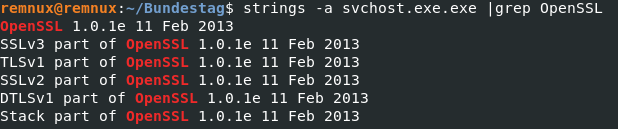 remnux@remnux:~/Bundestag$ strings -a svchost.exe.exe |grep OpenSSL
OpenSSL 1.0.1e 11 Feb 2013
SSLv3 part of OpenSSL 1.0.1e 11 Feb 2013
TLSv1 part of OpenSSL 1.0.1e 11 Feb 2013
SSLv2 part of OpenSSL 1.0.1e 11 Feb 2013
DTLSv1 part of OpenSSL 1.0.1e 11 Feb 2013
Stack part of OpenSSL 1.0.1e 11 Feb 2013